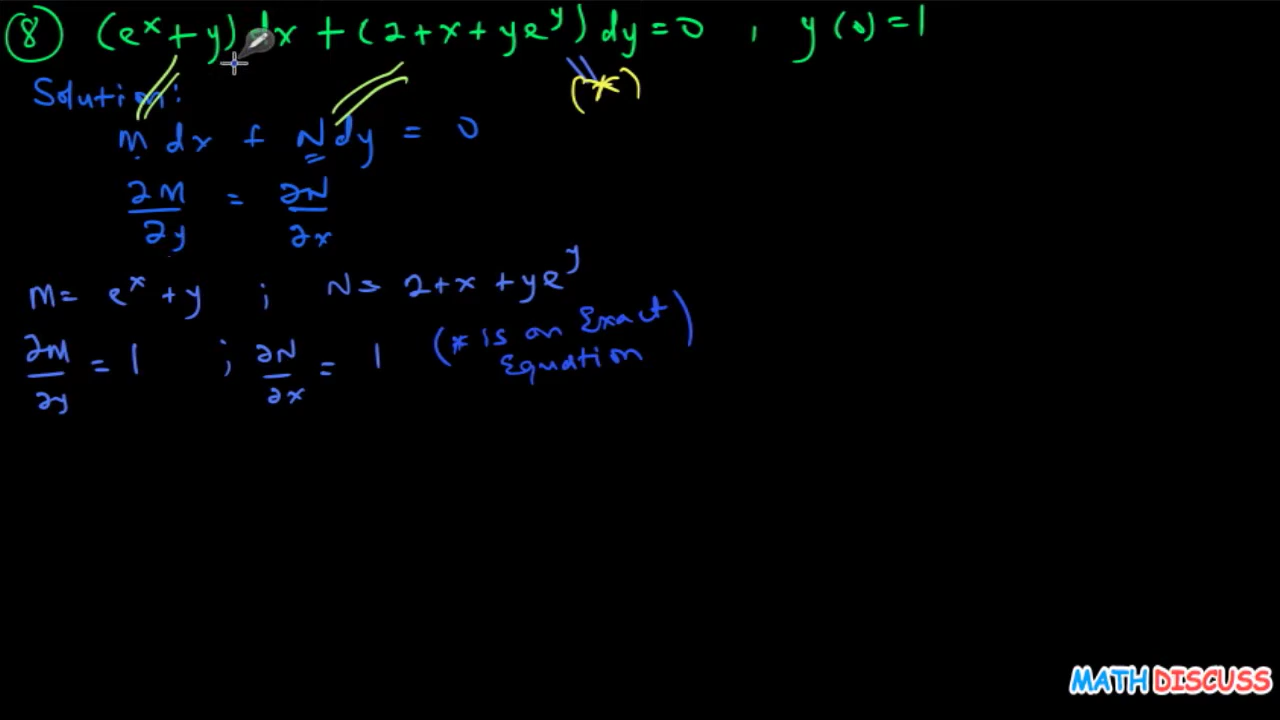 ⑧ (e^x + y) dx + (2 + x + ye^y) dy = 0 , y(0) = 1
(*)
Solution:
M dx + N dy = 0
∂M/∂y = ∂N/∂x
M = e^x + y ; N = 2 + x + ye^y
∂M/∂y = 1 ; ∂N/∂x = 1 (* is an Exact Equation)
MATH DISCUSS